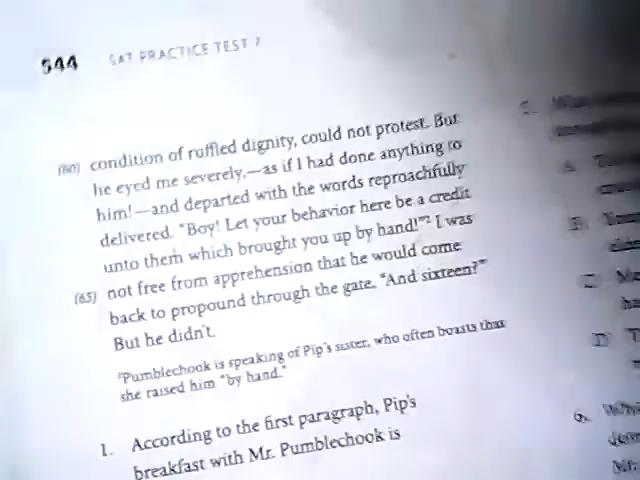 544 SAT PRACTICE TEST 7
(60) condition of ruffled dignity, could not protest. But
he eyed me severely,—as if I had done anything to
him!—and departed with the words reproachfully
delivered. "Boy! Let your behavior here be a credit
unto them which brought you up by hand!"² I was
(65) not free from apprehension that he would come
back to propound through the gate, "And sixteen?"
But he didn't.
²Pumblechook is speaking of Pip's sister, who often boasts that
she raised him "by hand."
1. According to the first paragraph, Pip's
breakfast with Mr. Pumblechook is